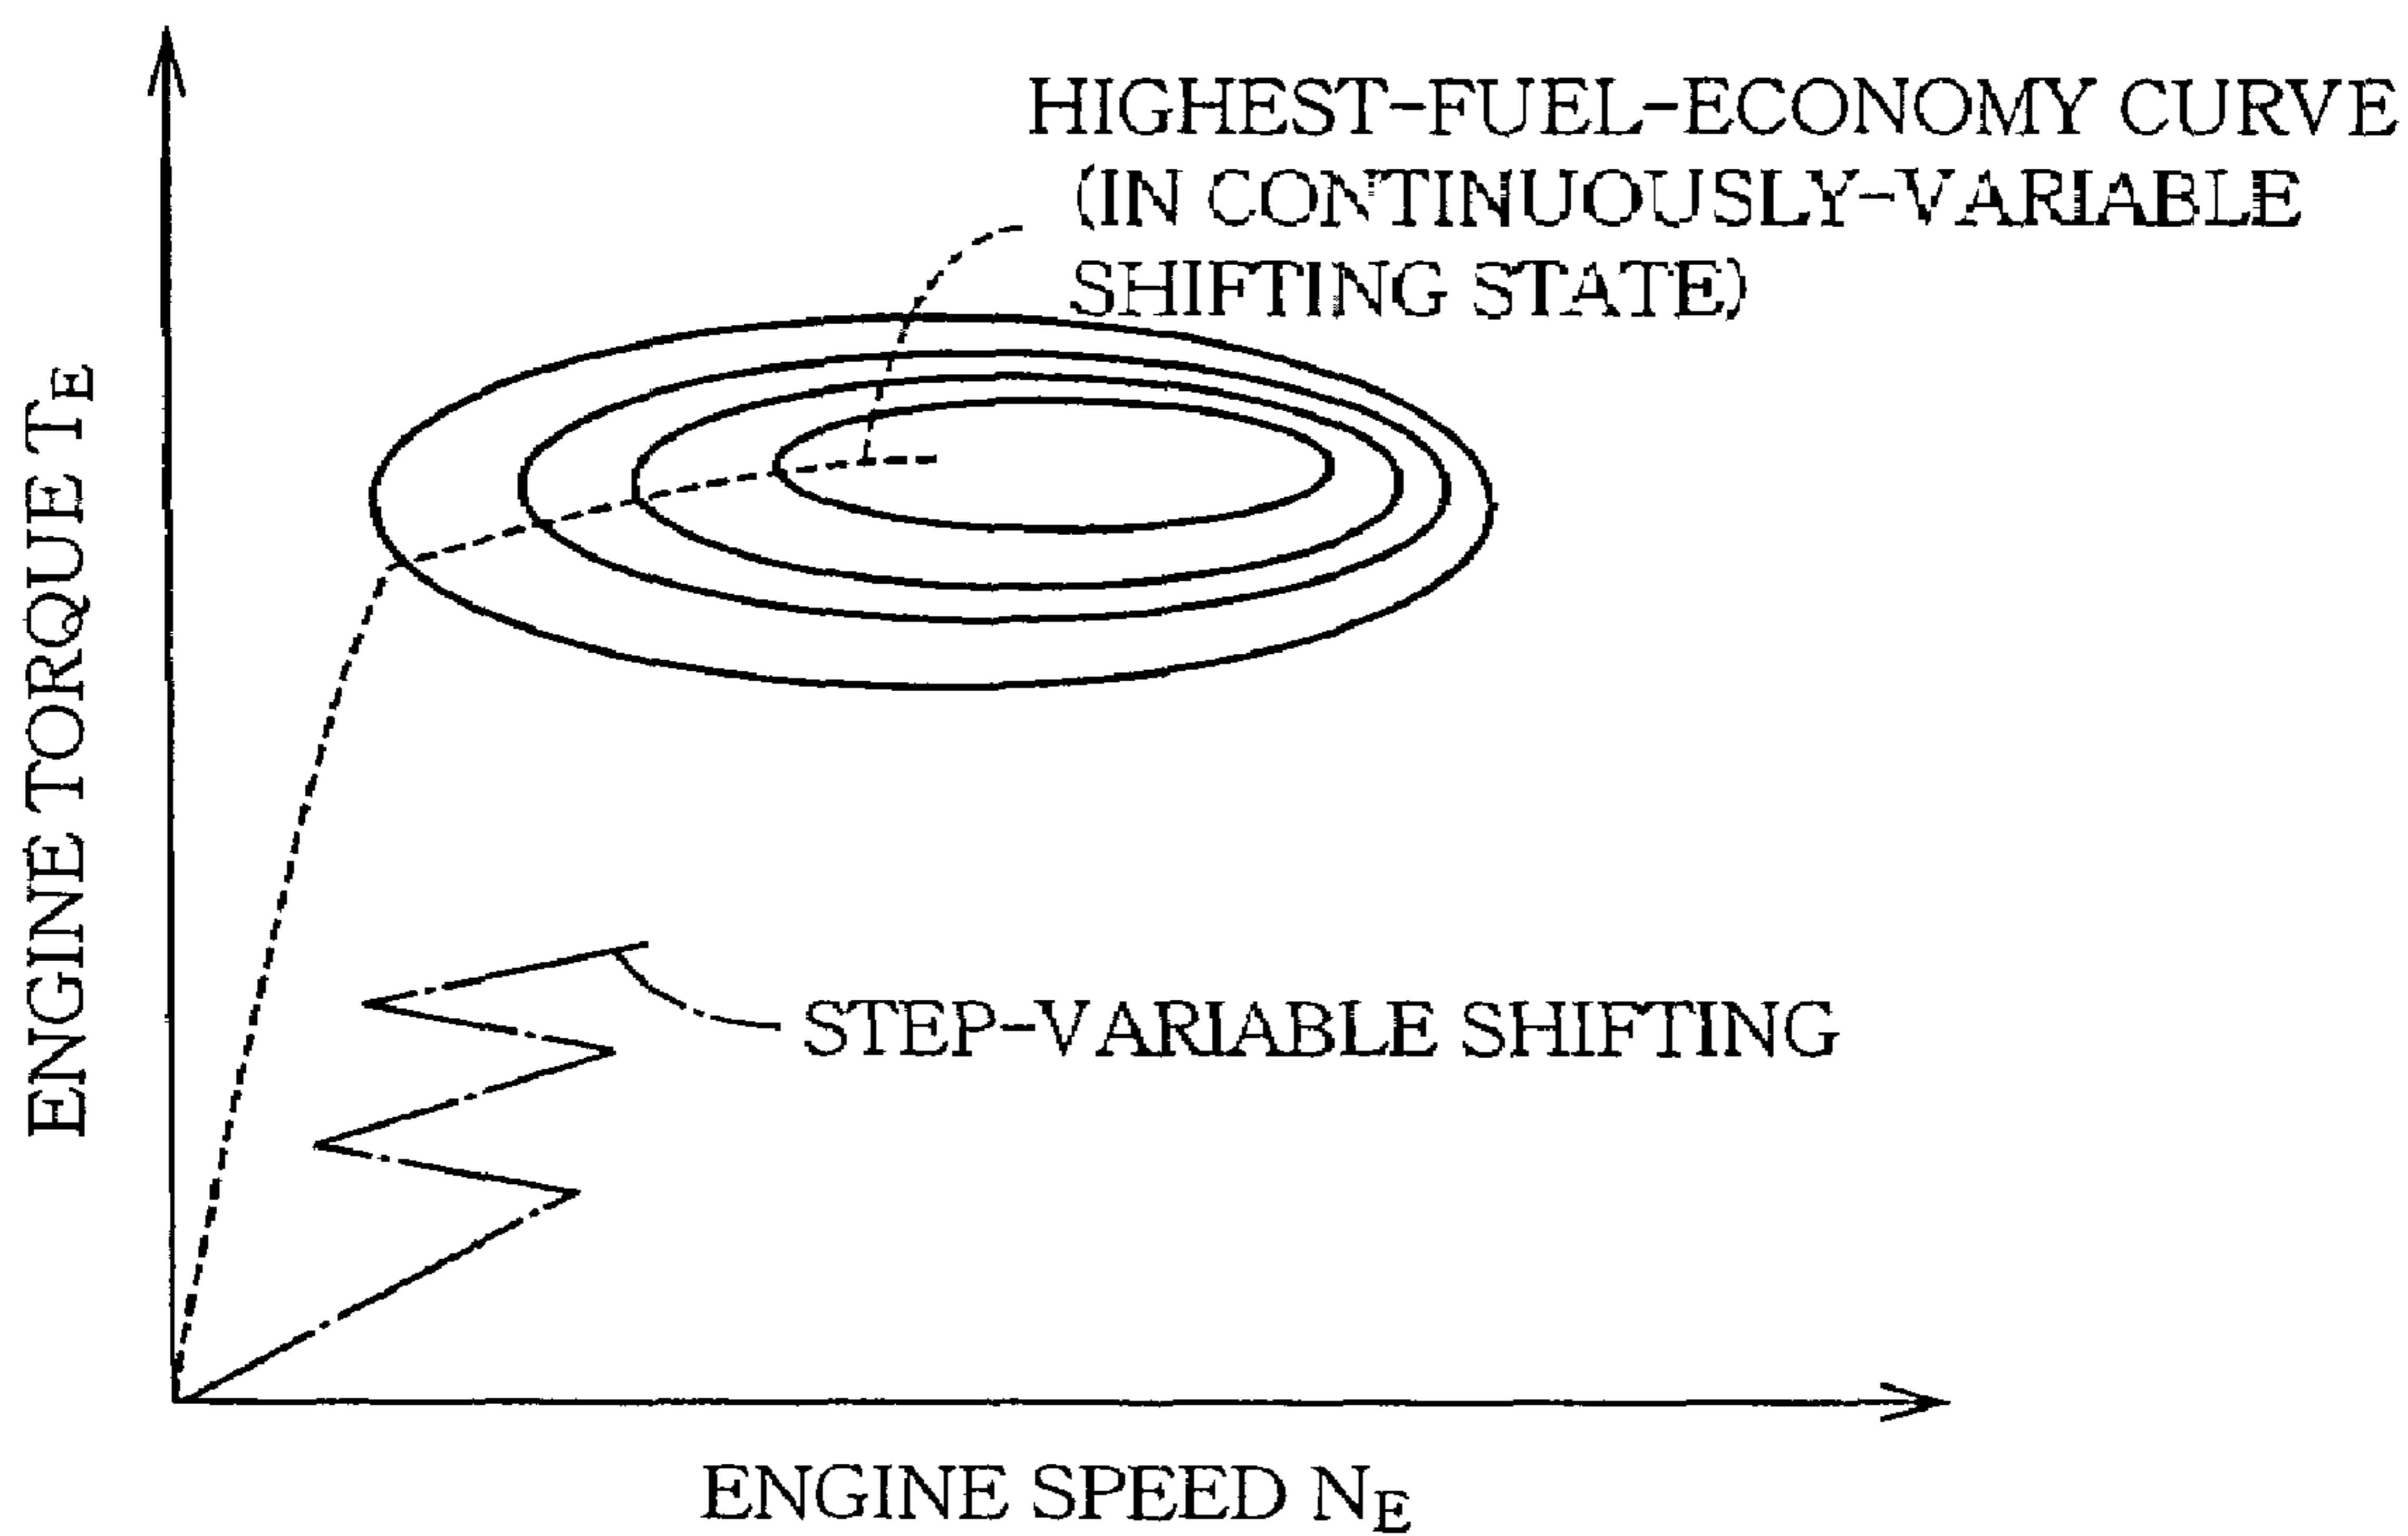 HIGHEST-FUEL-ECONOMY CURVE
(IN CONTINUOUSLY-VARIABLE
SHIFTING STATE)
ENGINE TORQUE TE
STEP-VARIABLE SHIFTING
ENGINE SPEED NE